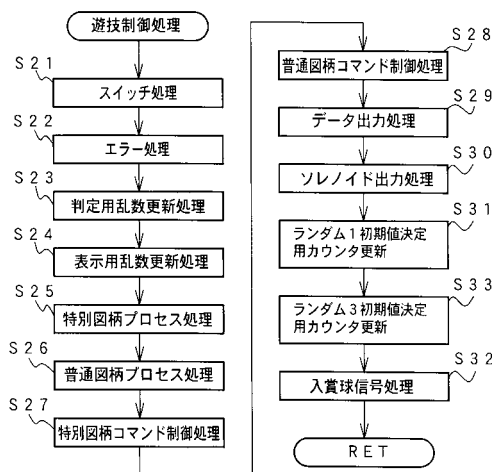 遊技制御処理
S21
スイッチ処理
S22
エラー処理
S23
判定用乱数更新処理
S24
表示用乱数更新処理
S25
特別図柄プロセス処理
S26
普通図柄プロセス処理
S27
特別図柄コマンド制御処理
S28
普通図柄コマンド制御処理
S29
データ出力処理
S30
ソレノイド出力処理
S31
ランダム1初期値決定
用カウンタ更新
S33
ランダム3初期値決定
用カウンタ更新
S32
入賞球信号処理
RET